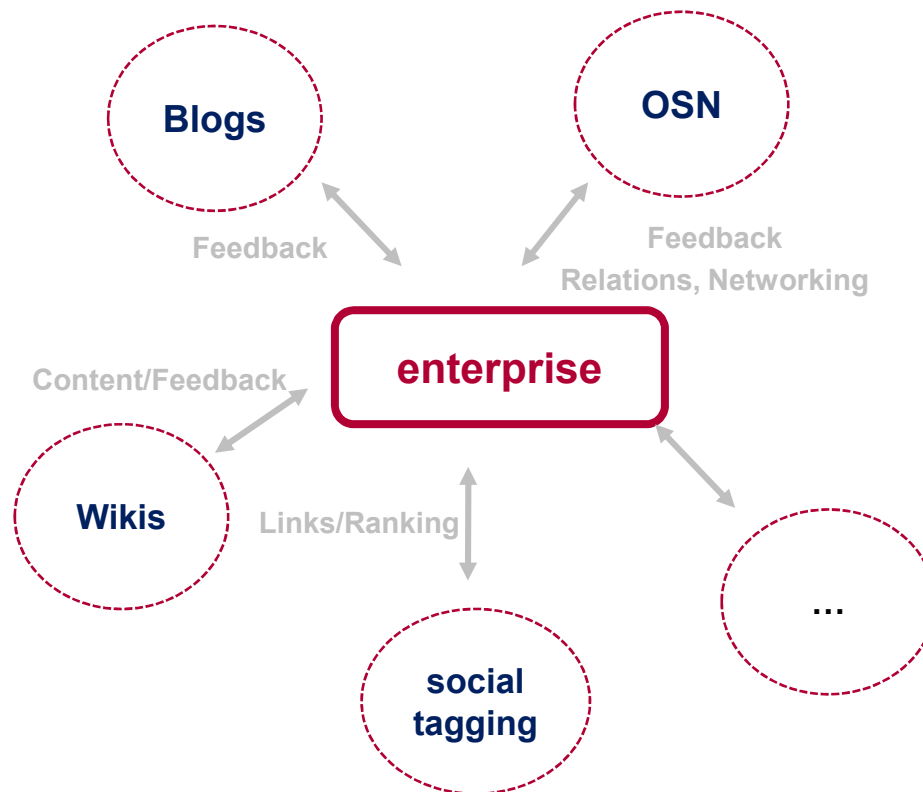 Blogs
OSN
Feedback
Feedback
Relations, Networking
enterprise
Content/Feedback
Wikis
Links/Ranking
...
social
tagging